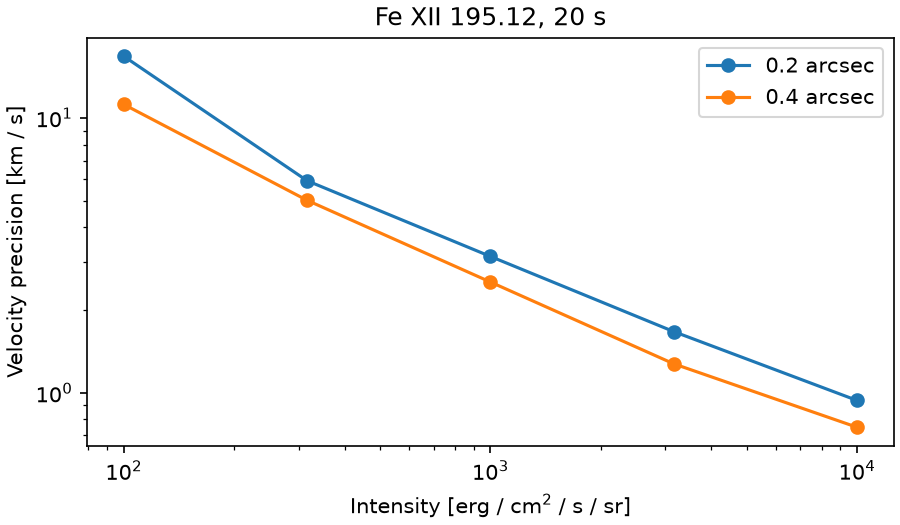 Fe XII 195.12, 20 s
0.2 arcsec
0.4 arcsec
Velocity precision [km / s]
10¹
10⁰
10² 10³ 10⁴
Intensity [erg / cm² / s / sr]